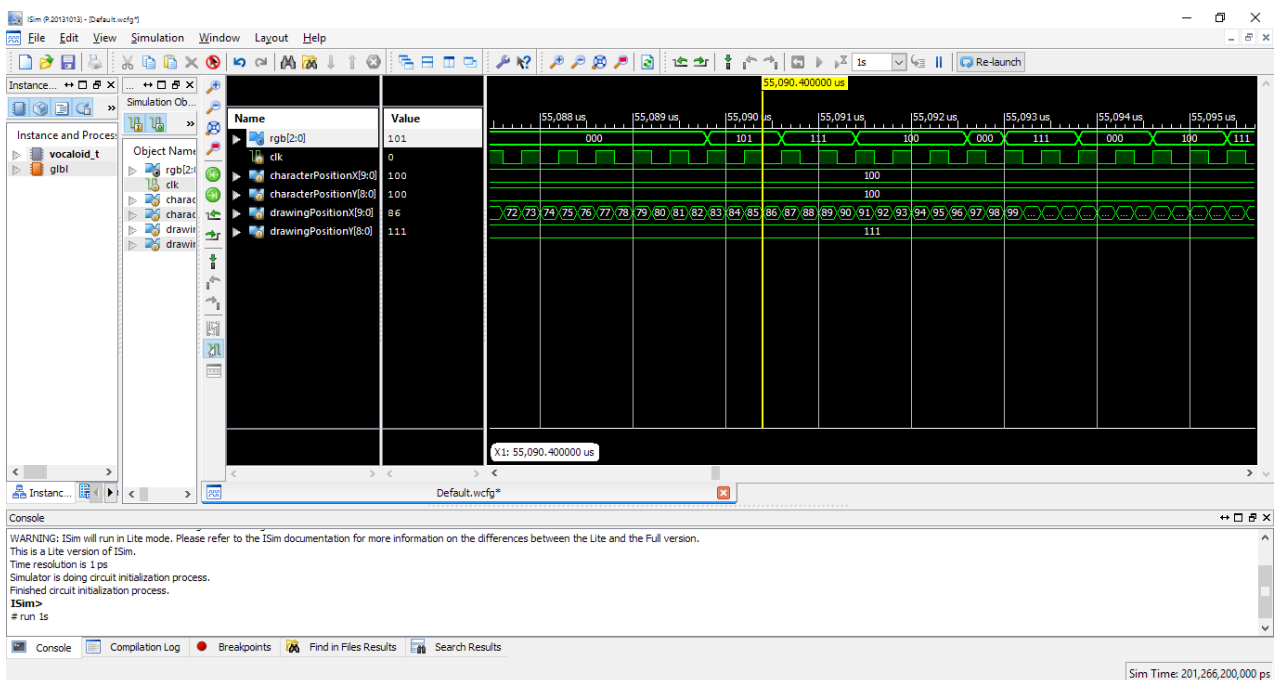 ISim (P.20131013) - [Default.wcfg*]
File Edit View Simulation Window Layout Help
1s Re-launch
Instance...
...
Simulation Ob...
»
»
Instance and Process
vocaloid_t
glbl
Object Name
rgb[2:
clk
charac
charac
drawin
drawin
55,090.400000 us
Name Value
55,088 us 55,089 us 55,090 us 55,091 us 55,092 us 55,093 us 55,094 us 55,095 us
rgb[2:0] 101 000 101 111 100 000 111 000 100 111
clk 0
characterPositionX[9:0] 100 100
characterPositionY[8:0] 100 100
drawingPositionX[9:0] 86 72 73 74 75 76 77 78 79 80 81 82 83 84 85 86 87 88 89 90 91 92 93 94 95 96 97 98 99 ... ... ... ... ... ... ... ...
drawingPositionY[8:0] 111 111
X1: 55,090.400000 us
Instanc...
Default.wcfg*
Console
WARNING: ISim will run in Lite mode. Please refer to the ISim documentation for more information on the differences between the Lite and the Full version.
This is a Lite version of ISim.
Time resolution is 1 ps
Simulator is doing circuit initialization process.
Finished circuit initialization process.
ISim>
# run 1s
Console Compilation Log Breakpoints Find in Files Results Search Results
Sim Time: 201,266,200,000 ps